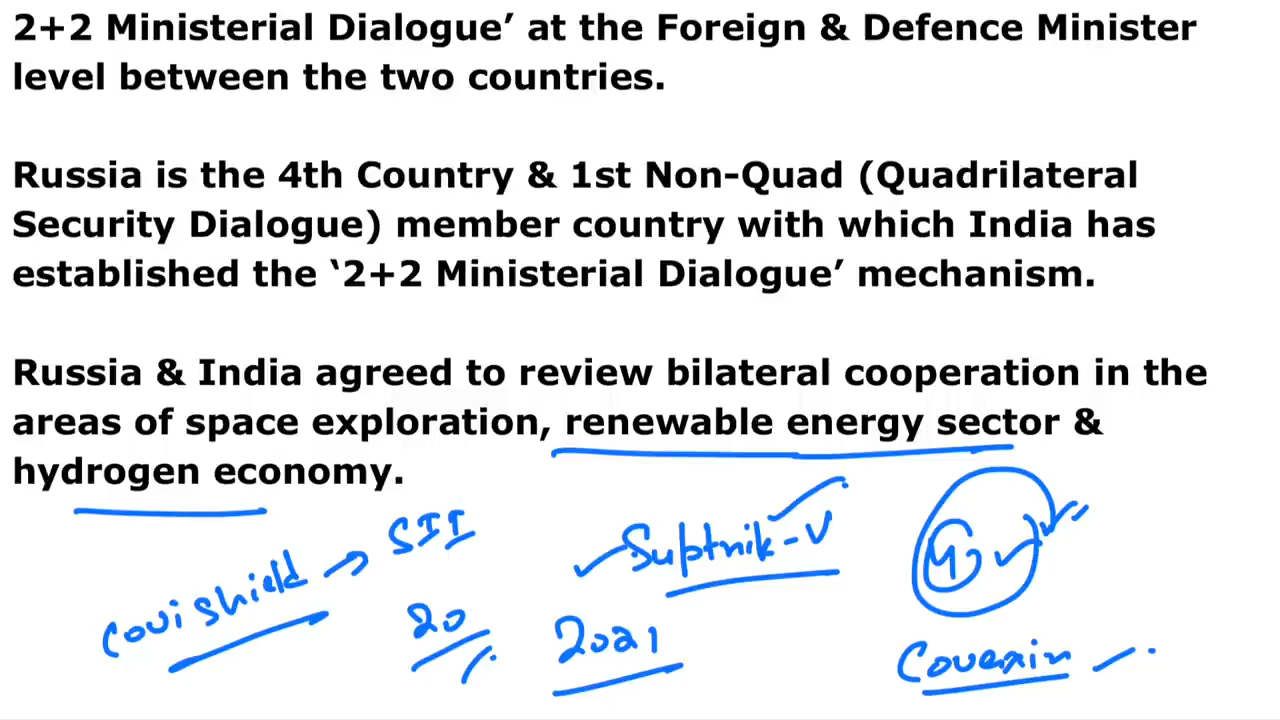 2+2 Ministerial Dialogue’ at the Foreign & Defence Minister
level between the two countries.
Russia is the 4th Country & 1st Non-Quad (Quadrilateral
Security Dialogue) member country with which India has
established the ‘2+2 Ministerial Dialogue’ mechanism.
Russia & India agreed to review bilateral cooperation in the
areas of space exploration, renewable energy sector &
hydrogen economy.
Covishield → SII
Suptnik-V
20
2021
Covaxin